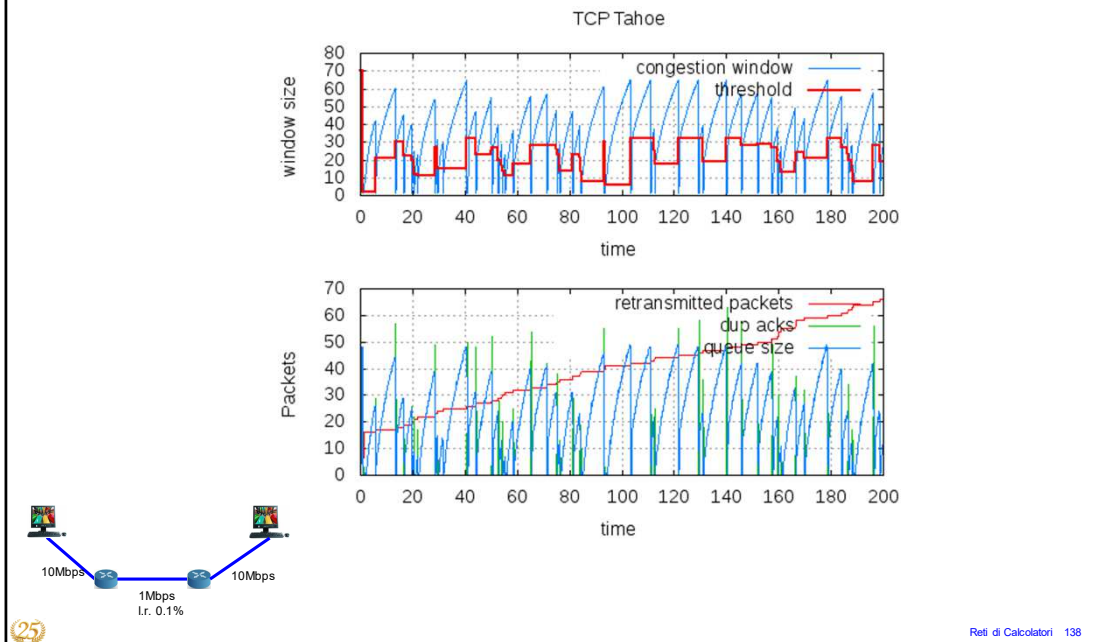 TCP Tahoe
80
70
60
50
40
30
20
10
0
window size
congestion window
threshold
0 20 40 60 80 100 120 140 160 180 200
time
70
60
50
40
30
20
10
0
Packets
retransmitted packets
dup acks
queue size
0 20 40 60 80 100 120 140 160 180 200
time
10Mbps
10Mbps
1Mbps
l.r. 0.1%
25
Reti di Calcolatori 138